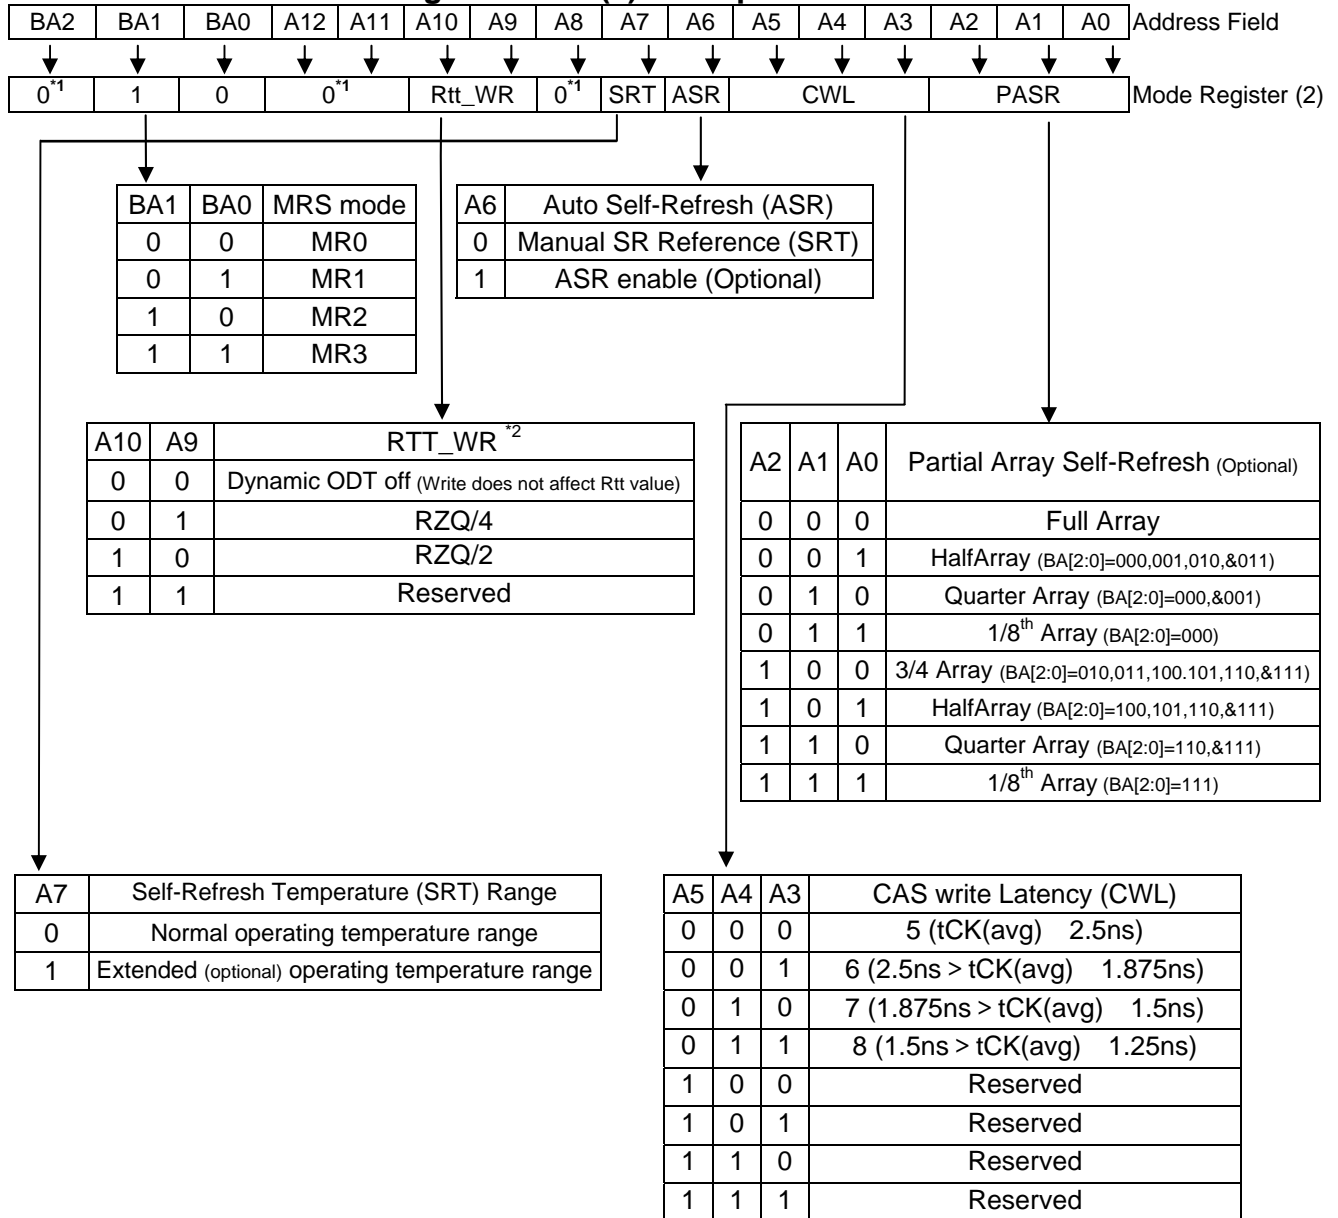 BA2 BA1 BA0 A12 A11 A10 A9 A8 A7 A6 A5 A4 A3 A2 A1 A0 Address Field
0*1 1 0 0*1 Rtt_WR 0*1 SRT ASR CWL PASR Mode Register (2)
BA1 BA0 MRS mode
0 0 MR0
0 1 MR1
1 0 MR2
1 1 MR3
A6 Auto Self-Refresh (ASR)
0 Manual SR Reference (SRT)
1 ASR enable (Optional)
A10 A9 RTT_WR *2
0 0 Dynamic ODT off (Write does not affect Rtt value)
0 1 RZQ/4
1 0 RZQ/2
1 1 Reserved
A2 A1 A0 Partial Array Self-Refresh (Optional)
0 0 0 Full Array
0 0 1 HalfArray (BA[2:0]=000,001,010,&011)
0 1 0 Quarter Array (BA[2:0]=000,&001)
0 1 1 1/8th Array (BA[2:0]=000)
1 0 0 3/4 Array (BA[2:0]=010,011,100.101,110,&111)
1 0 1 HalfArray (BA[2:0]=100,101,110,&111)
1 1 0 Quarter Array (BA[2:0]=110,&111)
1 1 1 1/8th Array (BA[2:0]=111)
A7 Self-Refresh Temperature (SRT) Range
0 Normal operating temperature range
1 Extended (optional) operating temperature range
A5 A4 A3 CAS write Latency (CWL)
0 0 0 5 (tCK(avg) 2.5ns)
0 0 1 6 (2.5ns > tCK(avg) 1.875ns)
0 1 0 7 (1.875ns > tCK(avg) 1.5ns)
0 1 1 8 (1.5ns > tCK(avg) 1.25ns)
1 0 0 Reserved
1 0 1 Reserved
1 1 0 Reserved
1 1 1 Reserved